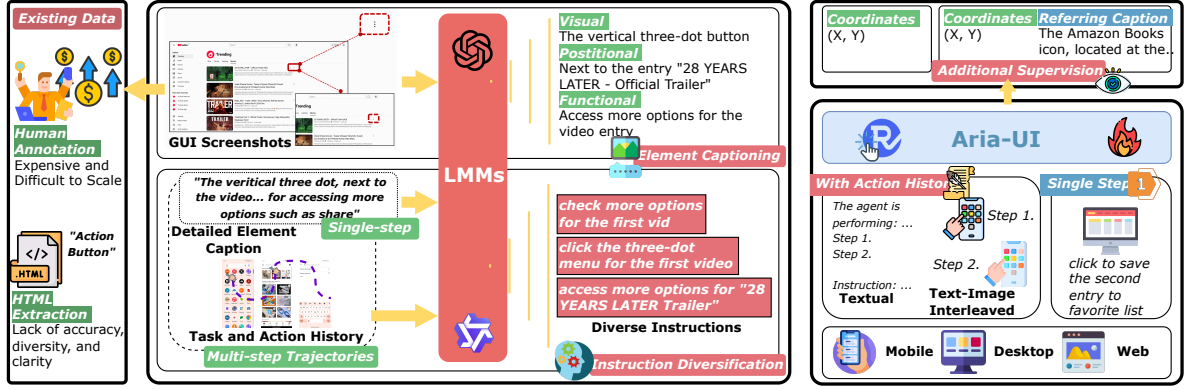 Existing Data
Human
Annotation
Expensive and
Difficult to Scale
"Action
Button"
.HTML
HTML
Extraction
Lack of accuracy,
diversity, and
clarity
Trending
Trending
TRAILER
GUI Screenshots
LMMs
Visual
The vertical three-dot button
Postitional
Next to the entry "28 YEARS
LATER - Official Trailer"
Functional
Access more options for the
video entry
Element Captioning
"The veritical three dot, next to
the video... for accessing more
options such as share"
Single-step
Detailed Element
Caption
Task and Action History
Multi-step Trajectories
check more options
for the first vid
click the three-dot
menu for the first video
access more options for "28
YEARS LATER Trailer"
Diverse Instructions
Instruction Diversification
Coordinates
(X, Y)
Coordinates
(X, Y)
Referring Caption
The Amazon Books
icon, located at the..
Additional Supervision
Aria-UI
With Action History
The agent is
performing: ...
Step 1.
Step 2.
Instruction: ...
Textual
Step 1.
Step 2.
Text-Image
Interleaved
Single Step
1
click to save
the second
entry to
favorite list
Mobile
Desktop
Web